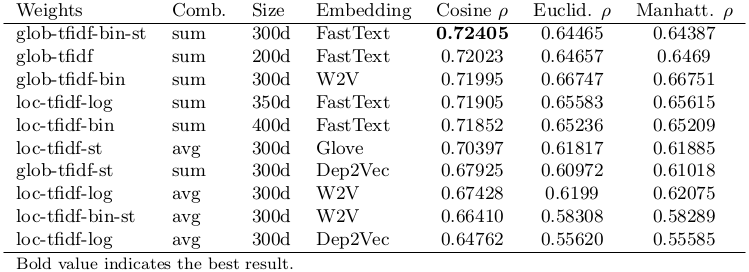 Weights Comb. Size Embedding Cosine ρ Euclid. ρ Manhatt. ρ
glob-tfidf-bin-st sum 300d FastText 0.72405 0.64465 0.64387
glob-tfidf sum 200d FastText 0.72023 0.64657 0.6469
glob-tfidf-bin sum 300d W2V 0.71995 0.66747 0.66751
loc-tfidf-log sum 350d FastText 0.71905 0.65583 0.65615
loc-tfidf-bin sum 400d FastText 0.71852 0.65236 0.65209
loc-tfidf-st avg 300d Glove 0.70397 0.61817 0.61885
glob-tfidf-st sum 300d Dep2Vec 0.67925 0.60972 0.61018
loc-tfidf-log avg 300d W2V 0.67428 0.6199 0.62075
loc-tfidf-bin-st avg 300d W2V 0.66410 0.58308 0.58289
loc-tfidf-log avg 300d Dep2Vec 0.64762 0.55620 0.55585
Bold value indicates the best result.